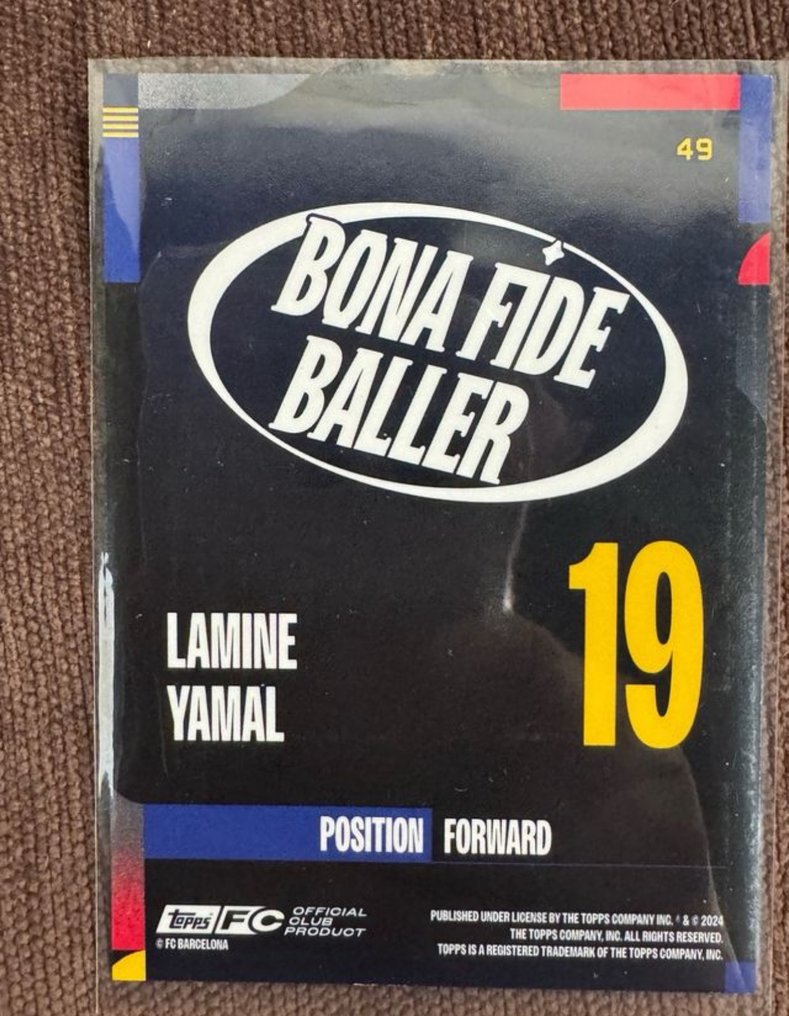 49
BONA FIDE
BALLER
19
LAMINE
YAMAL
POSITION FORWARD
topps FC OFFICIAL
CLUB
PRODUCT
© FC BARCELONA
PUBLISHED UNDER LICENSE BY THE TOPPS COMPANY INC. & © 2024
THE TOPPS COMPANY, INC. ALL RIGHTS RESERVED.
TOPPS IS A REGISTERED TRADEMARK OF THE TOPPS COMPANY, INC.